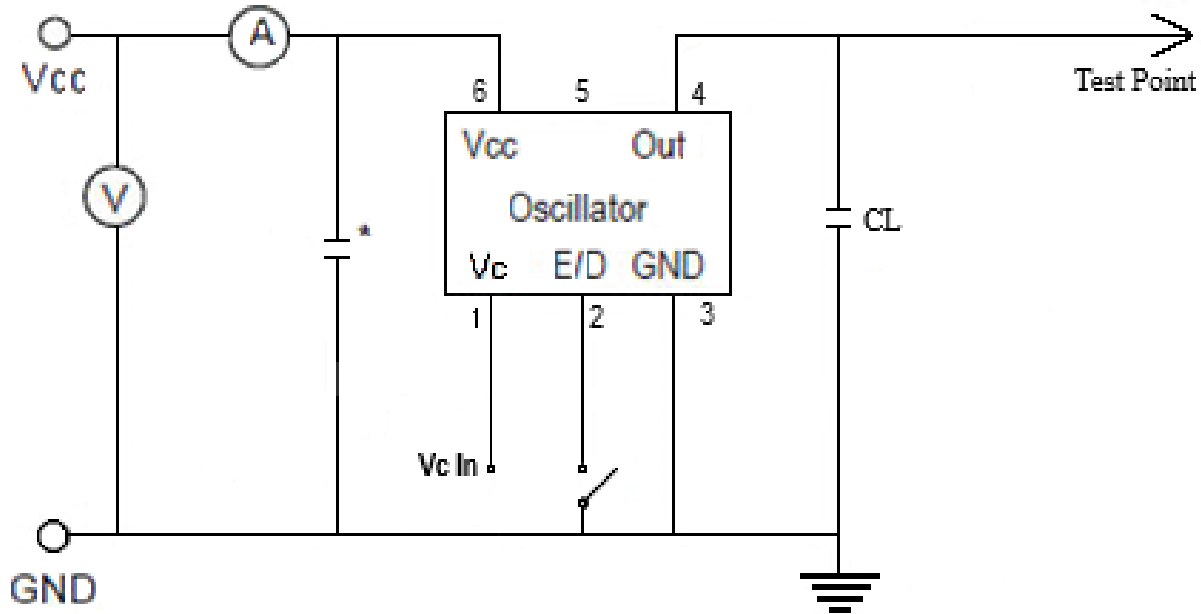 A
Vcc
Test Point
6 5 4
Vcc Out
V
Oscillator
* CL
Vc E/D GND
1 2 3
Vc In
GND